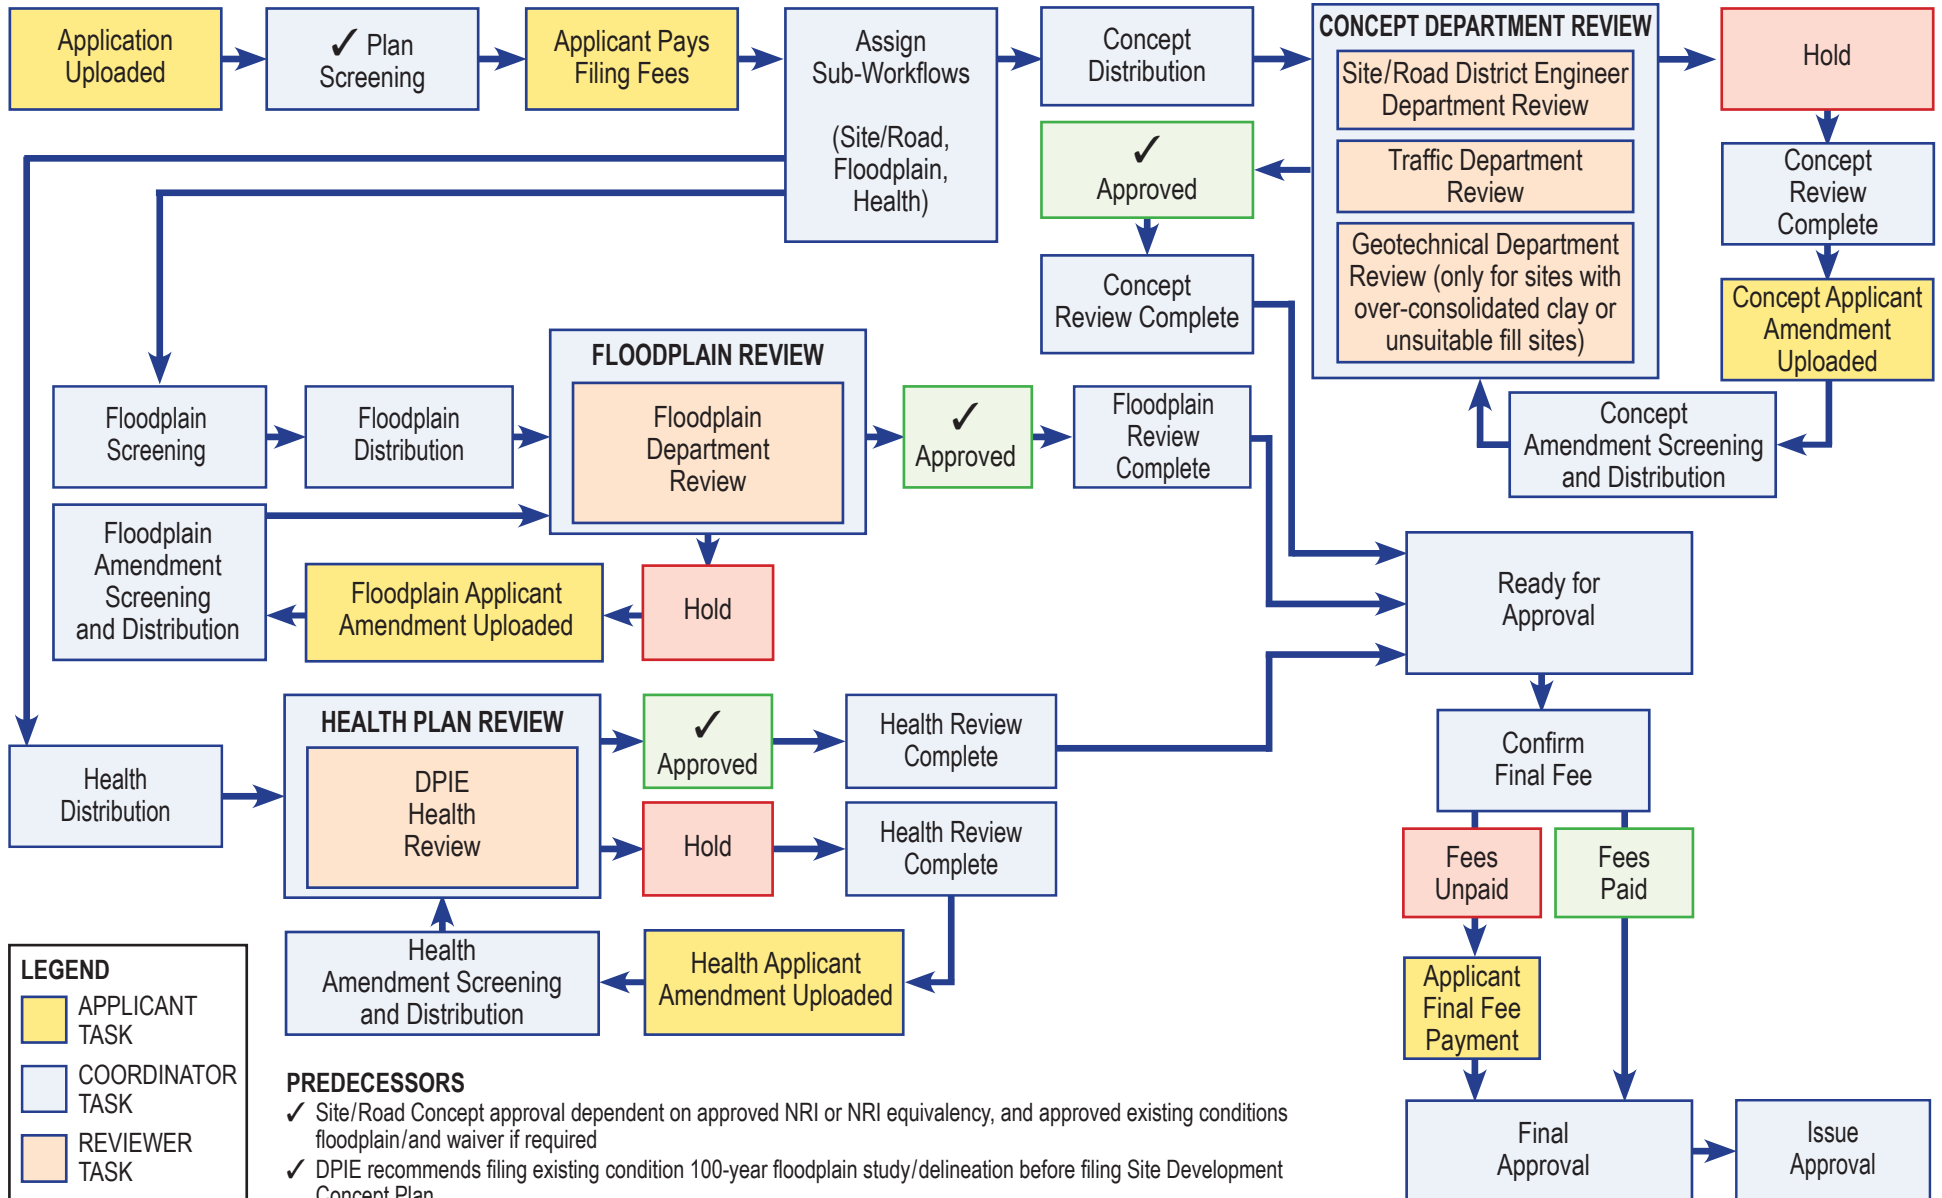 Application
Uploaded
✓ Plan
Screening
Applicant Pays
Filing Fees
Assign
Sub-Workflows
(Site/Road,
Floodplain,
Health)
Concept
Distribution
CONCEPT DEPARTMENT REVIEW
Site/Road District Engineer
Department Review
Traffic Department
Review
Geotechnical Department
Review (only for sites with
over-consolidated clay or
unsuitable fill sites)
Hold
Concept
Review
Complete
Concept Applicant
Amendment
Uploaded
Concept
Amendment Screening
and Distribution
✓
Approved
Concept
Review Complete
Floodplain
Screening
Floodplain
Distribution
FLOODPLAIN REVIEW
Floodplain
Department
Review
✓
Approved
Floodplain
Review
Complete
Floodplain
Amendment
Screening
and Distribution
Floodplain Applicant
Amendment Uploaded
Hold
Ready for
Approval
Health
Distribution
HEALTH PLAN REVIEW
DPIE
Health
Review
✓
Approved
Health Review
Complete
Hold
Health Review
Complete
Health
Amendment Screening
and Distribution
Health Applicant
Amendment Uploaded
Confirm
Final Fee
Fees
Unpaid
Fees
Paid
Applicant
Final Fee
Payment
Final
Approval
Issue
Approval
LEGEND
APPLICANT
TASK
COORDINATOR
TASK
REVIEWER
TASK
PREDECESSORS
✓ Site/Road Concept approval dependent on approved NRI or NRI equivalency, and approved existing conditions
floodplain/and waiver if required
✓ DPIE recommends filing existing condition 100-year floodplain study/delineation before filing Site Development
Concept Plan